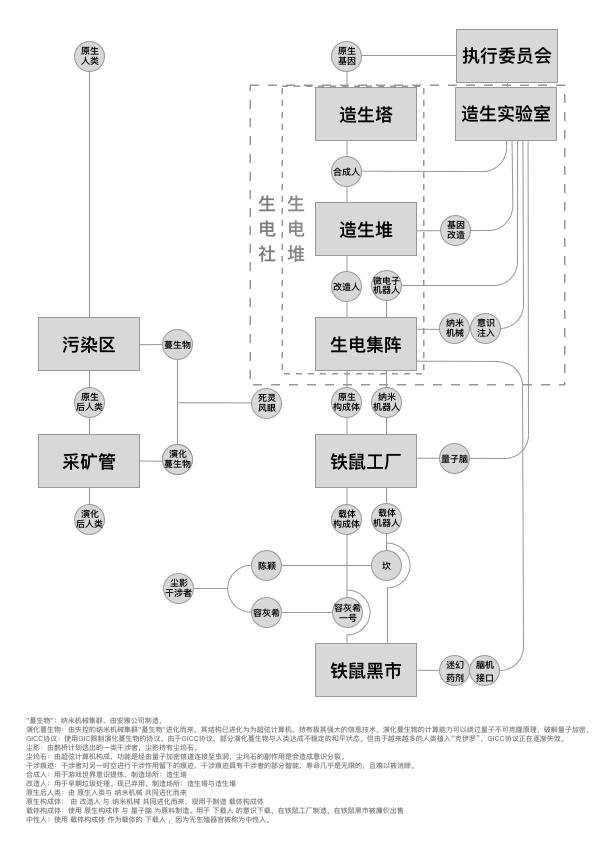 原生
人类
原生
基因
执行委员会
造生塔
造生实验室
合成人
生 生
电 电
社 堆
造生堆
基因
改造
改造人
微电子
机器人
污染区
蔓生物
生电集阵
纳米
机械
意识
注入
原生
后人类
死灵
风眼
原生
构成体
纳米
机器人
采矿管
演化
蔓生物
铁鼠工厂
量子脑
演化
后人类
载体
构成体
载体
机器人
陈颖
坎
尘影
干涉者
容灰希
容灰希
一号
铁鼠黑市
迷幻
药剂
脑机
接口
"蔓生物"：纳米机械集群，由安雅公司制造。
演化蔓生物：由失控的纳米机械集群"蔓生物"进化而来，其结构已进化为为超弦计算机，持有极其强大的信息技术。演化蔓生物的计算能力可以绕过量子不可克隆原理，破解量子加密。
GICC协议：使用GIC限制演化蔓生物的协议。由于GICC协议，部分演化蔓生物与人类达成不稳定的和平状态。但由于越来越多的人类植入"克伊罗"，GICC协议正在逐渐失效。
尘影：由鹊桥计划选出的一类干涉者，尘影持有尘坞石。
尘坞石：由超弦计算机构成，功能是经由量子加密信道连接至虫洞，尘坞石的副作用是会造成意识分裂。
干涉痕迹：干涉者对另一时空进行干涉作用留下的痕迹，干涉痕迹具有干涉者的部分智能，寿命几乎是无限的，且难以被消除。
合成人：用于游戏世界意识提炼，制造场所：造生塔
改造人：用于早期垃圾处理，现已弃用，制造场所：造生塔与造生堆
原生后人类：由 原生人类与 纳米机械 共同进化而来
原生构成体： 由 改造人 与 纳米机械 共同进化而来，现用于制造 载体构成体
载体构成体：使用 原生构成体 与 量子脑 为原料制造，用于 下载人 的意识下载，在铁鼠工厂制造，在铁鼠黑市被廉价出售
中性人：使用 载体构成体 作为载体的 下载人 ，因为无生殖器官被称为中性人。